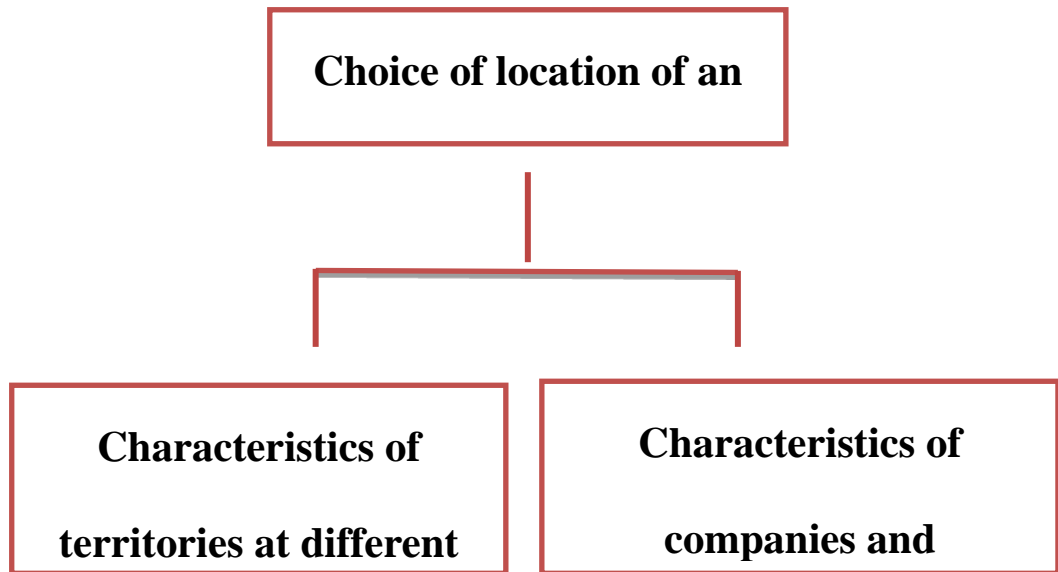 Choice of location of an
Characteristics of
territories at different
Characteristics of
companies and